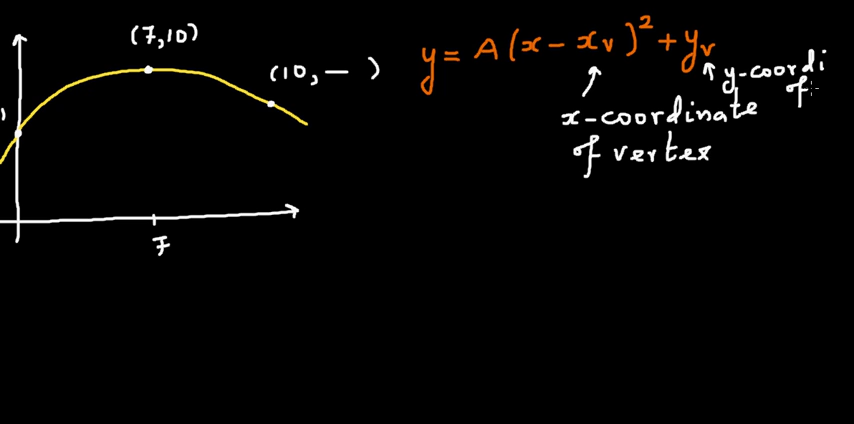 (7,10)
(10, — )
7
y = A(x - xᵥ)² + yᵥ
y-coordi
of
x-coordinate
of vertex